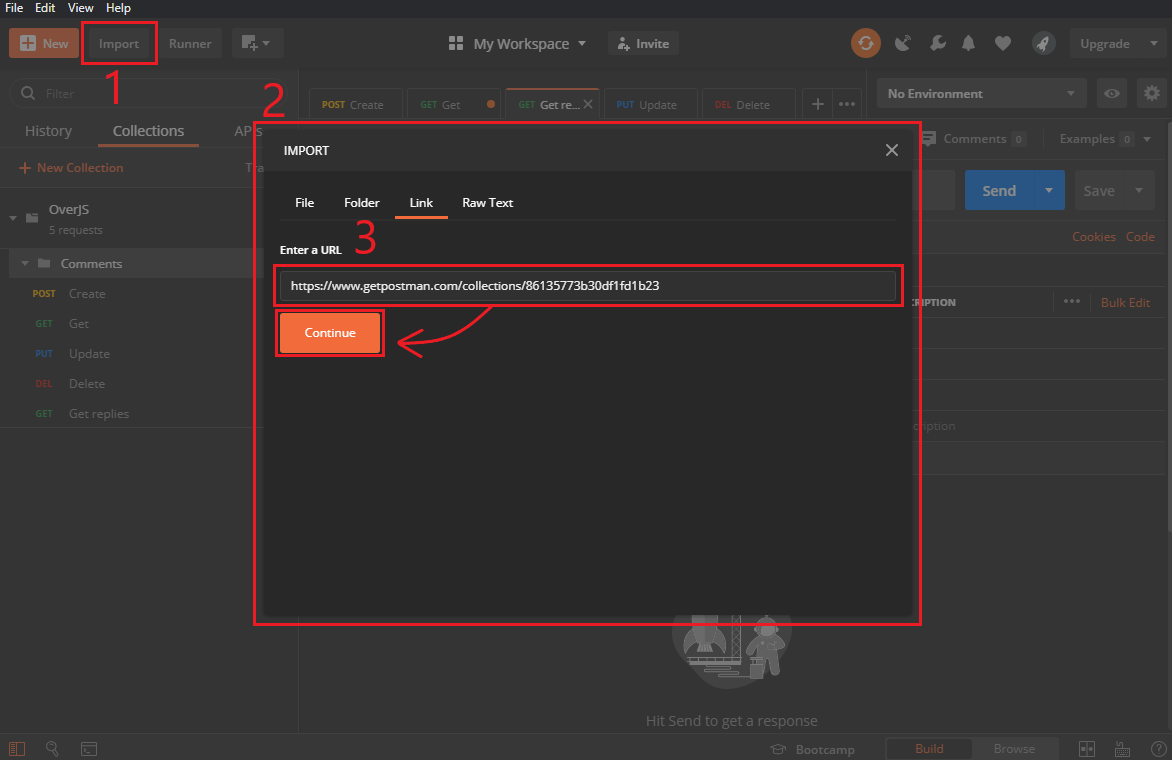 File Edit View Help
New Import Runner My Workspace Invite Upgrade
1
2
Filter
POST Create GET Get GET Get re... PUT Update DEL Delete
No Environment
History Collections APIs
IMPORT
Comments 0 Examples 0
New Collection
File Folder Link Raw Text
Send Save
OverJS
5 requests
3
Cookies Code
Enter a URL
Comments
https://www.getpostman.com/collections/86135773b30df1fd1b23
POST Create
Bulk Edit
GET Get
Continue
PUT Update
DEL Delete
GET Get replies
Hit Send to get a response
Bootcamp Build Browse